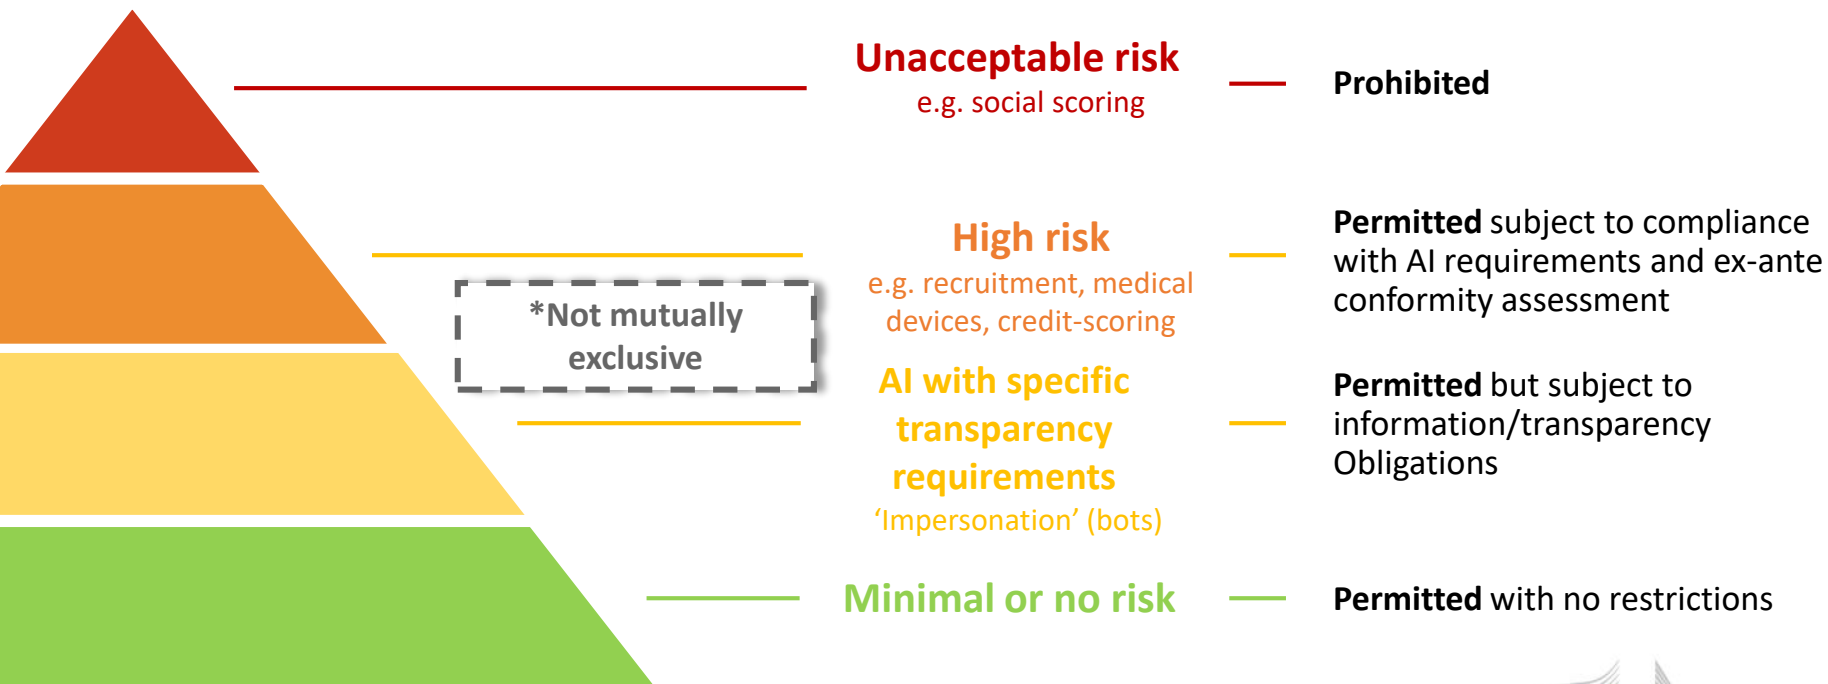 Unacceptable risk
e.g. social scoring
Prohibited
High risk
e.g. recruitment, medical
devices, credit-scoring
Permitted subject to compliance
with AI requirements and ex-ante
conformity assessment
*Not mutually
exclusive
AI with specific
transparency
requirements
‘Impersonation’ (bots)
Permitted but subject to
information/transparency
Obligations
Minimal or no risk
Permitted with no restrictions